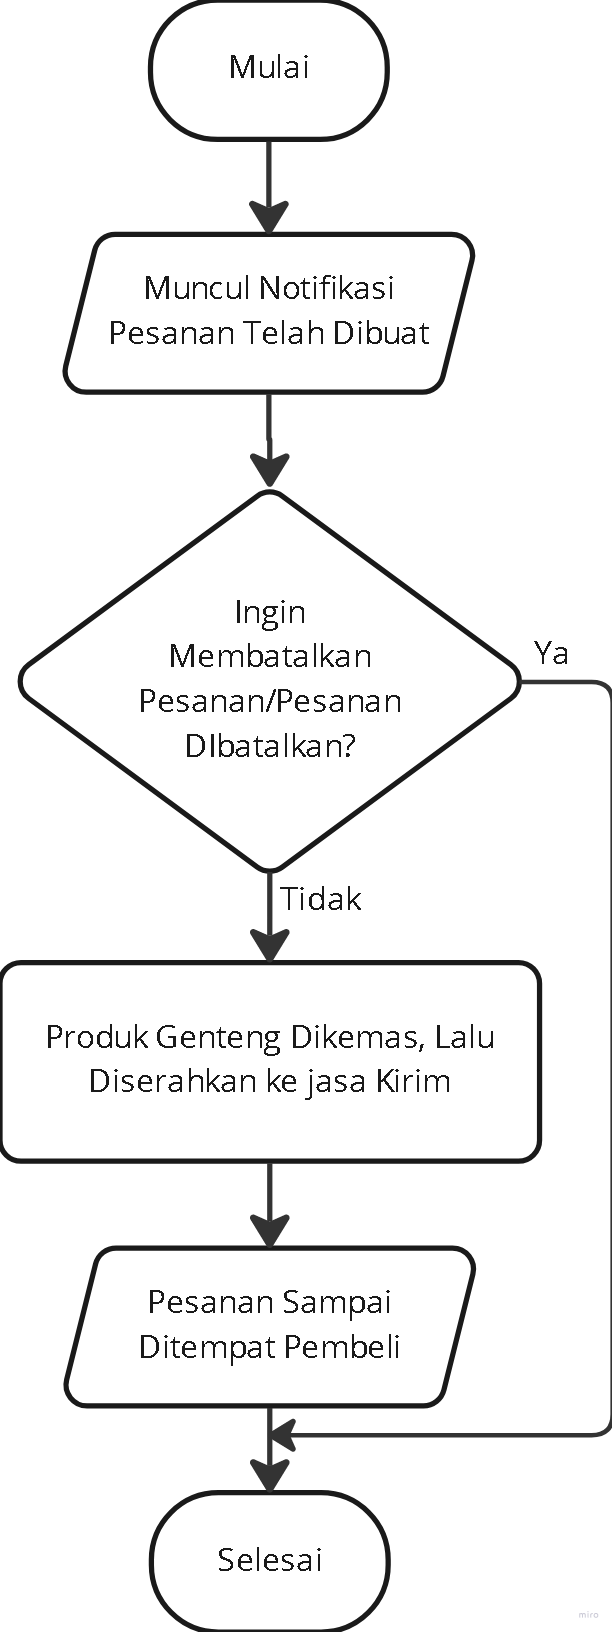 Mulai
Muncul Notifikasi
Pesanan Telah Dibuat
Ingin
Membatalkan
Pesanan/Pesanan
DIbatalkan?
Ya
Tidak
Produk Genteng Dikemas, Lalu
Diserahkan ke jasa Kirim
Pesanan Sampai
Ditempat Pembeli
Selesai
miro